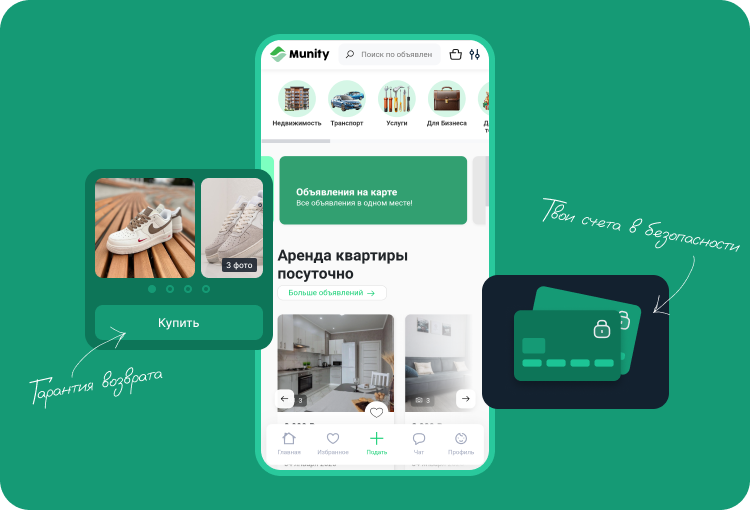 Munity
Поиск по объявлен
Недвижимость
Транспорт
Услуги
Для Бизнеса
Объявления на карте
Все объявления в одном месте!
3 фото
Купить
Гарантия возврата
Твои счета в безопасности
Аренда квартиры
посуточно
Больше объявлений →
3
3
Главная
Избранное
Подать
Чат
Профиль